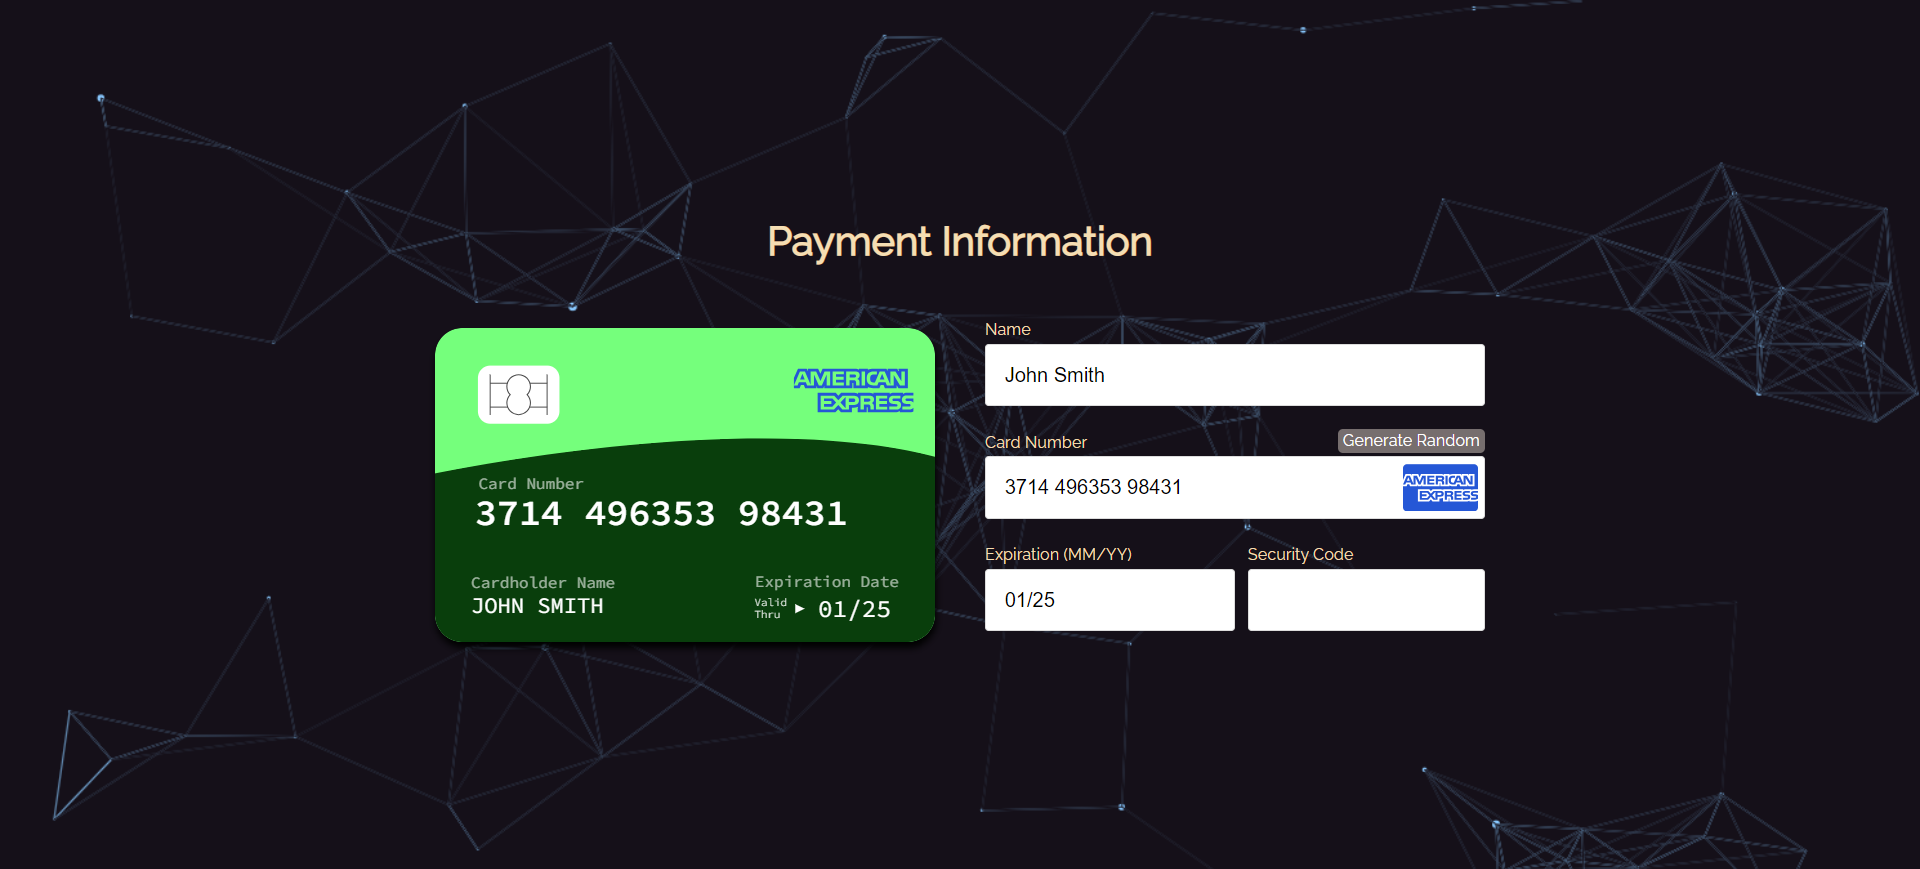 Payment Information
AMERICAN
EXPRESS
Card Number
3714 496353 98431
Cardholder Name
JOHN SMITH
Expiration Date
Valid
Thru
01/25
Name
John Smith
Card Number
Generate Random
3714 496353 98431
AMERICAN
EXPRESS
Expiration (MM/YY)
Security Code
01/25